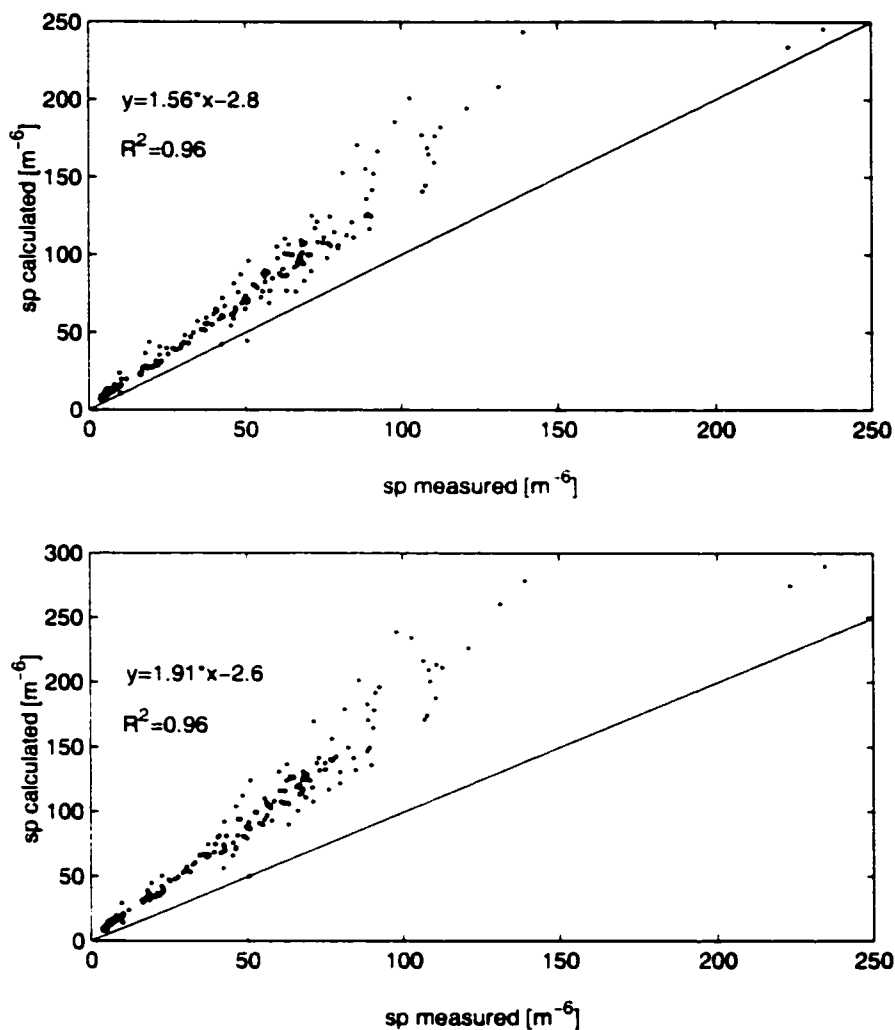 250
200
150
100
50
0
sp calculated [m⁻⁶]
y=1.56*x−2.8
R²=0.96
0 50 100 150 200 250
sp measured [m⁻⁶]
300
250
200
150
100
50
0
sp calculated [m⁻⁶]
y=1.91*x−2.6
R²=0.96
0 50 100 150 200 250
sp measured [m⁻⁶]